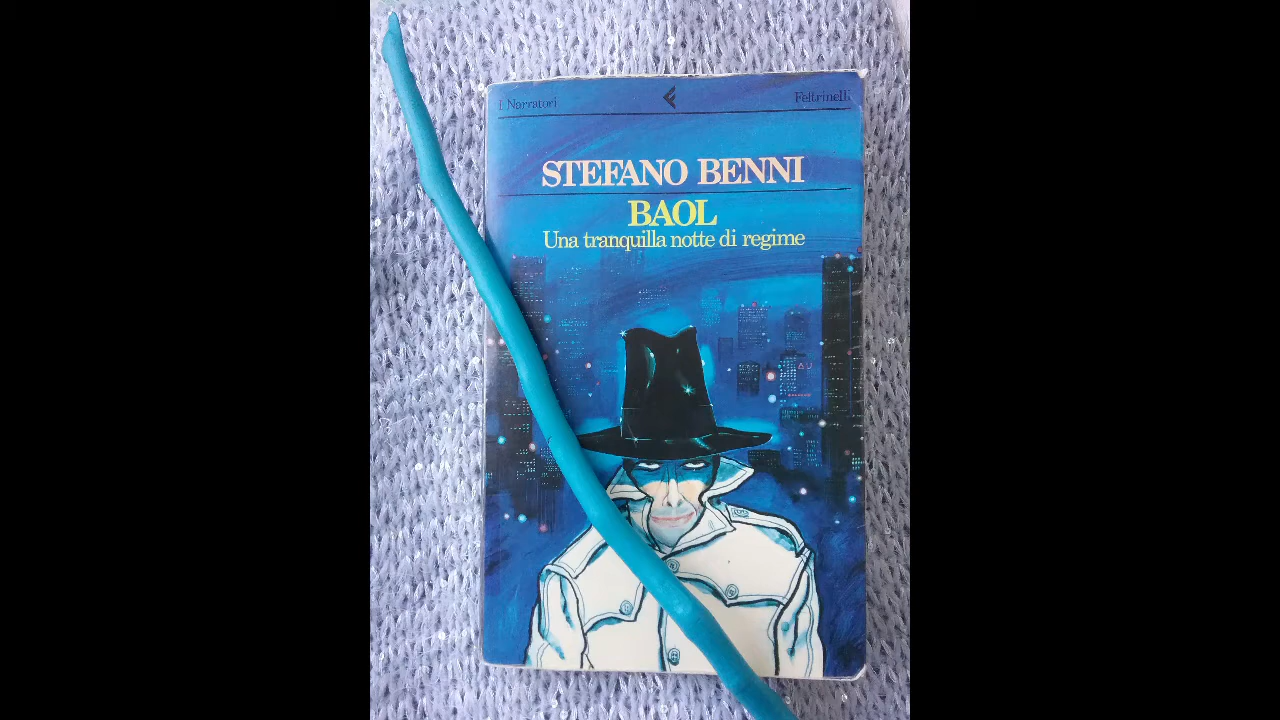 I Narratori
Feltrinelli
STEFANO BENNI
BAOL
Una tranquilla notte di regime